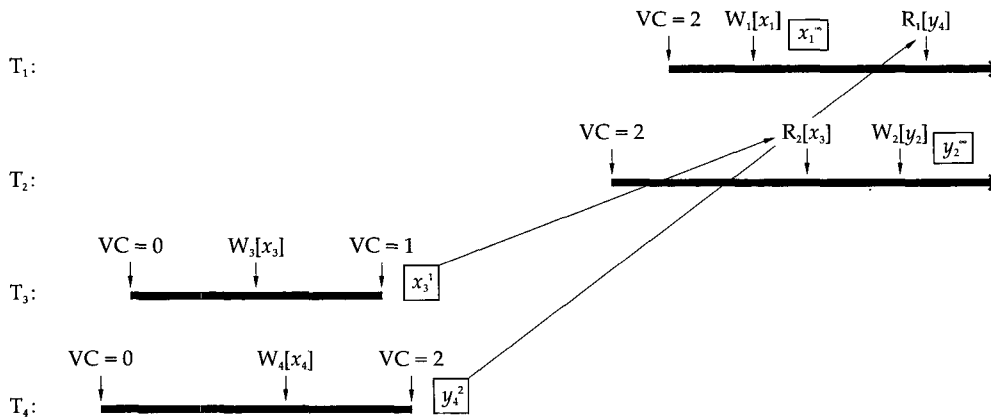 VC = 2 W₁[x₁] x₁^∞ R₁[y₄]
T₁:
VC = 2 R₂[x₃] W₂[y₂] y₂^∞
T₂:
VC = 0 W₃[x₃] VC = 1 x₃¹
T₃:
VC = 0 W₄[x₄] VC = 2 y₄²
T₄: